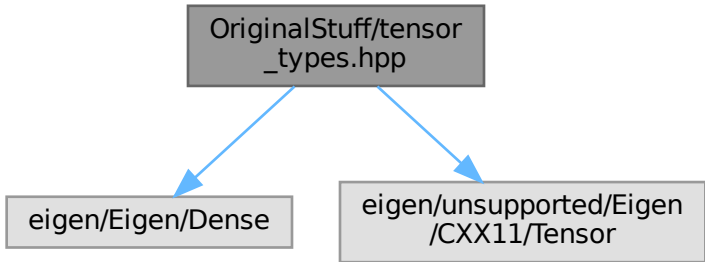 OriginalStuff/tensor
_types.hpp
eigen/Eigen/Dense
eigen/unsupported/Eigen
/CXX11/Tensor